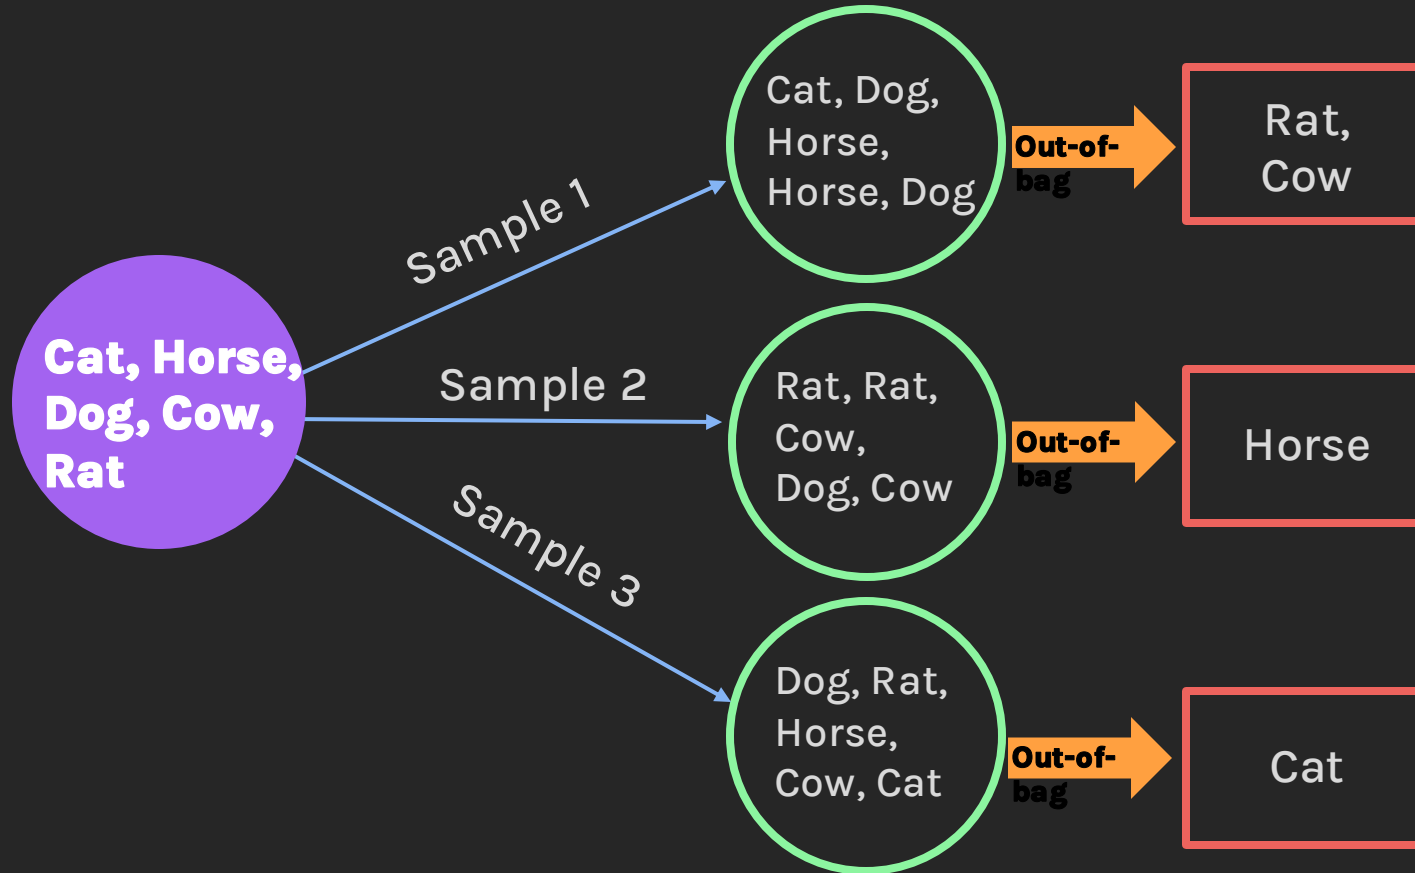 Cat, Horse,
Dog, Cow,
Rat
Sample 1
Cat, Dog,
Horse,
Horse, Dog
Out-of-
bag
Rat,
Cow
Sample 2
Rat, Rat,
Cow,
Dog, Cow
Out-of-
bag
Horse
Sample 3
Dog, Rat,
Horse,
Cow, Cat
Out-of-
bag
Cat